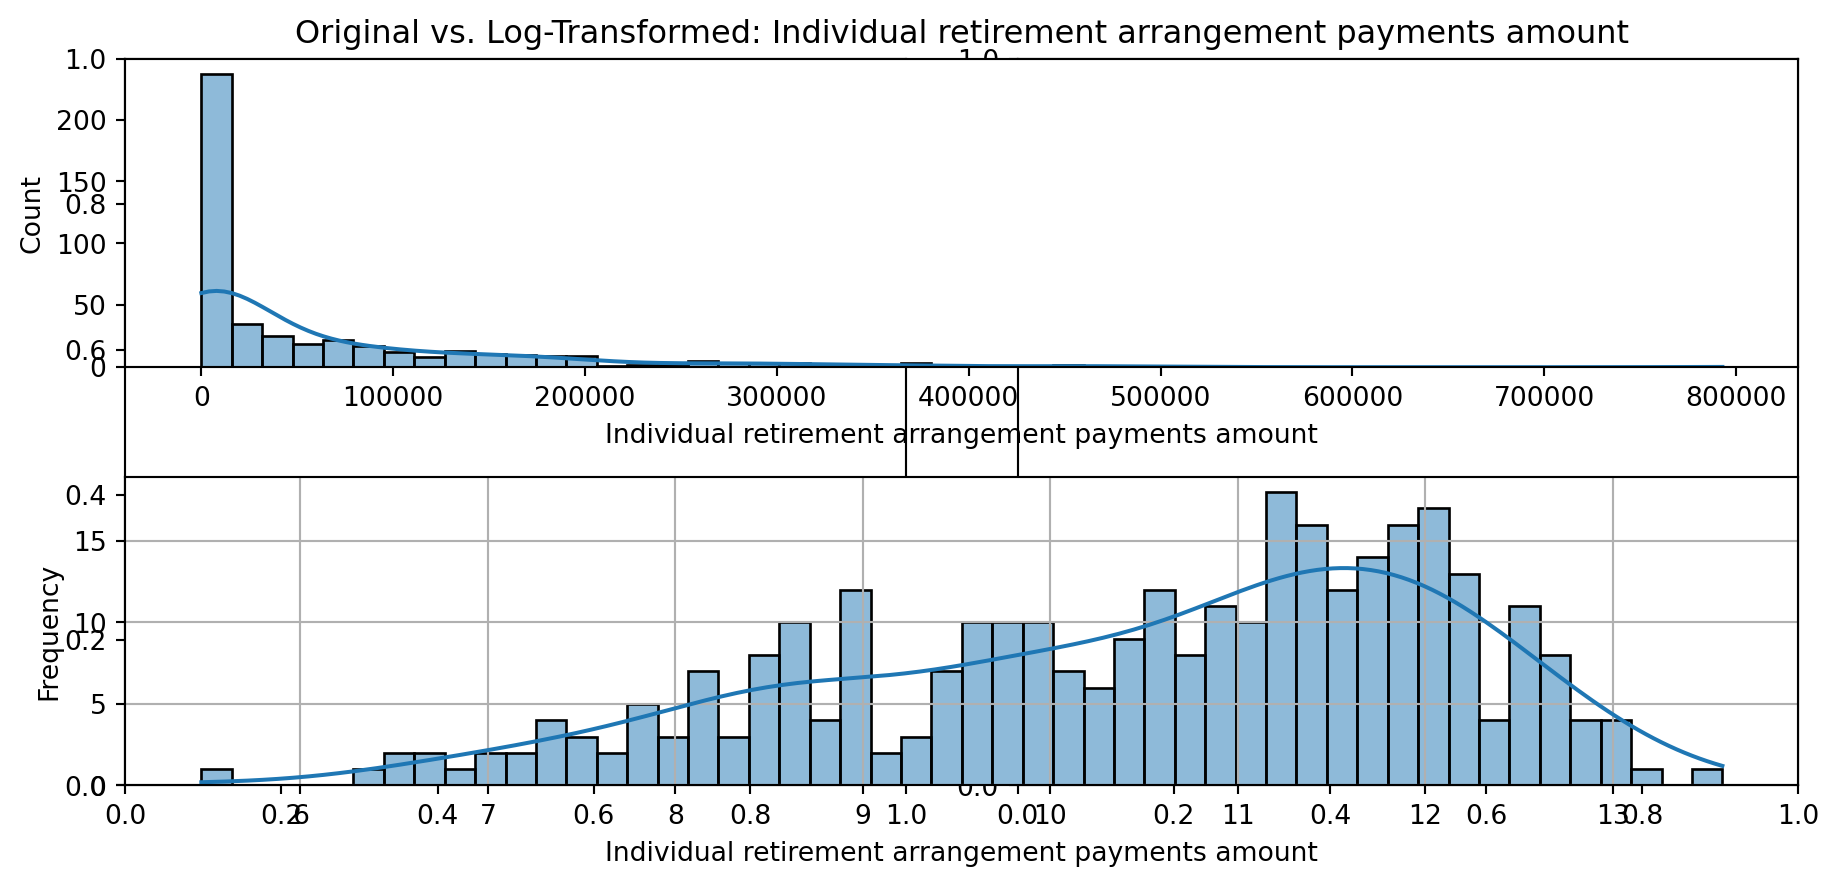 Original vs. Log-Transformed: Individual retirement arrangement payments amount
1.0
1.0
200
150
0.8
100
50
0.6
0
Count
0 100000 200000 300000 400000 500000 600000 700000 800000
Individual retirement arrangement payments amount
0.4
15
10
0.2
5
0.0
Frequency
0.0
0.0 0.2 6 0.4 7 0.6 8 0.8 9 1.0 0.0 10 0.2 11 0.4 12 0.6 13 0.8 1.0
Individual retirement arrangement payments amount